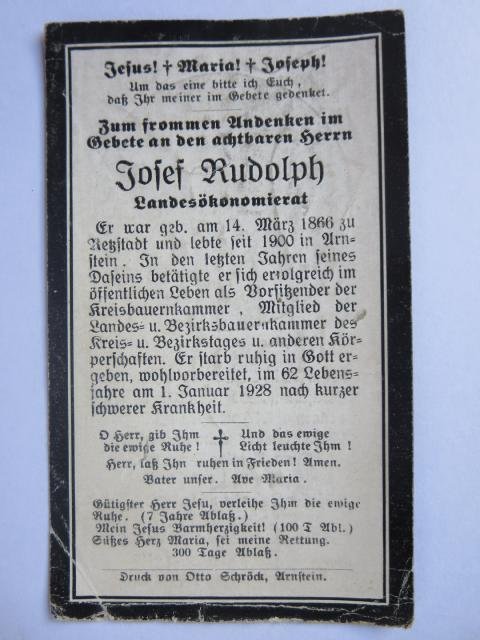 Jesus! † Maria! † Joseph!
Um das eine bitte ich Euch,
daß Ihr meiner im Gebete gedenket.
Zum frommen Andenken im
Gebete an den achtbaren Herrn
Josef Rudolph
Landesökonomierat
Er war geb. am 14. März 1866 zu
Retzstadt und lebte seit 1900 in Arn-
stein. In den letzten Jahren seines
Daseins betätigte er sich erfolgreich im
öffentlichen Leben als Vorsitzender der
Kreisbauernkammer, Mitglied der
Landes- u. Bezirksbauernkammer des
Kreis- u. Bezirkstages u. anderen Kör-
perschaften. Er starb ruhig in Gott er-
geben, wohlvorbereitet, im 62 Lebens-
jahre am 1. Januar 1928 nach kurzer
schwerer Krankheit.
O Herr, gib Ihm † Und das ewige
die ewige Ruhe! Licht leuchte Ihm!
Herr, laß Ihn ruhen in Frieden! Amen.
Vater unser. Ave Maria.
Gütigster Herr Jesu, verleihe Ihm die ewige
Ruhe. (7 Jahre Ablaß.)
Mein Jesus Barmherzigkeit! (100 T Abl.)
Süßes Herz Maria, sei meine Rettung.
300 Tage Ablaß.
Druck von Otto Schröck, Arnstein.